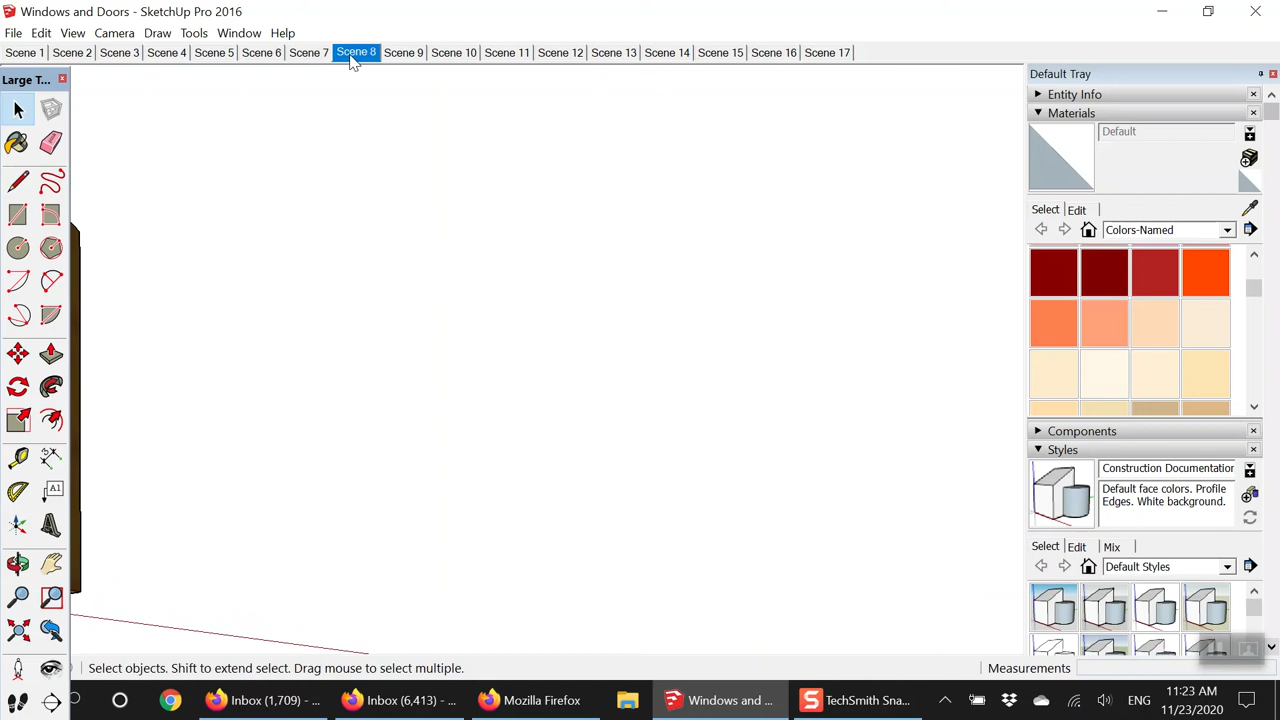 Windows and Doors - SketchUp Pro 2016
File Edit View Camera Draw Tools Window Help
Scene 1 Scene 2 Scene 3 Scene 4 Scene 5 Scene 6 Scene 7 Scene 8 Scene 9 Scene 10 Scene 11 Scene 12 Scene 13 Scene 14 Scene 15 Scene 16 Scene 17
Large T...
Default Tray
Entity Info
Materials
Default
Select Edit
Colors-Named
Components
Styles
Construction Documentation
Default face colors. Profile
Edges. White background.
Select Edit Mix
Default Styles
A1
Select objects. Shift to extend select. Drag mouse to select multiple.
Measurements
Inbox (1,709) - ...
Inbox (6,413) - ...
Mozilla Firefox
Windows and ...
TechSmith Sna...
ENG
11:23 AM
11/23/2020